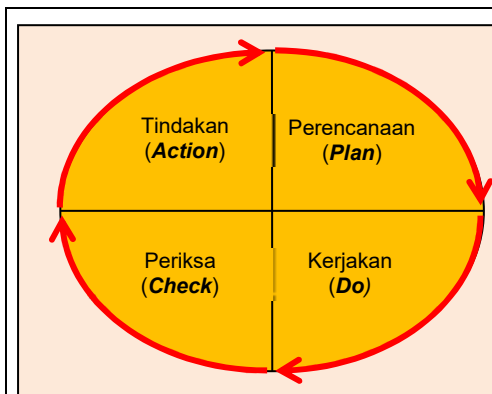 Tindakan
(Action)
Perencanaan
(Plan)
Periksa
(Check)
Kerjakan
(Do)